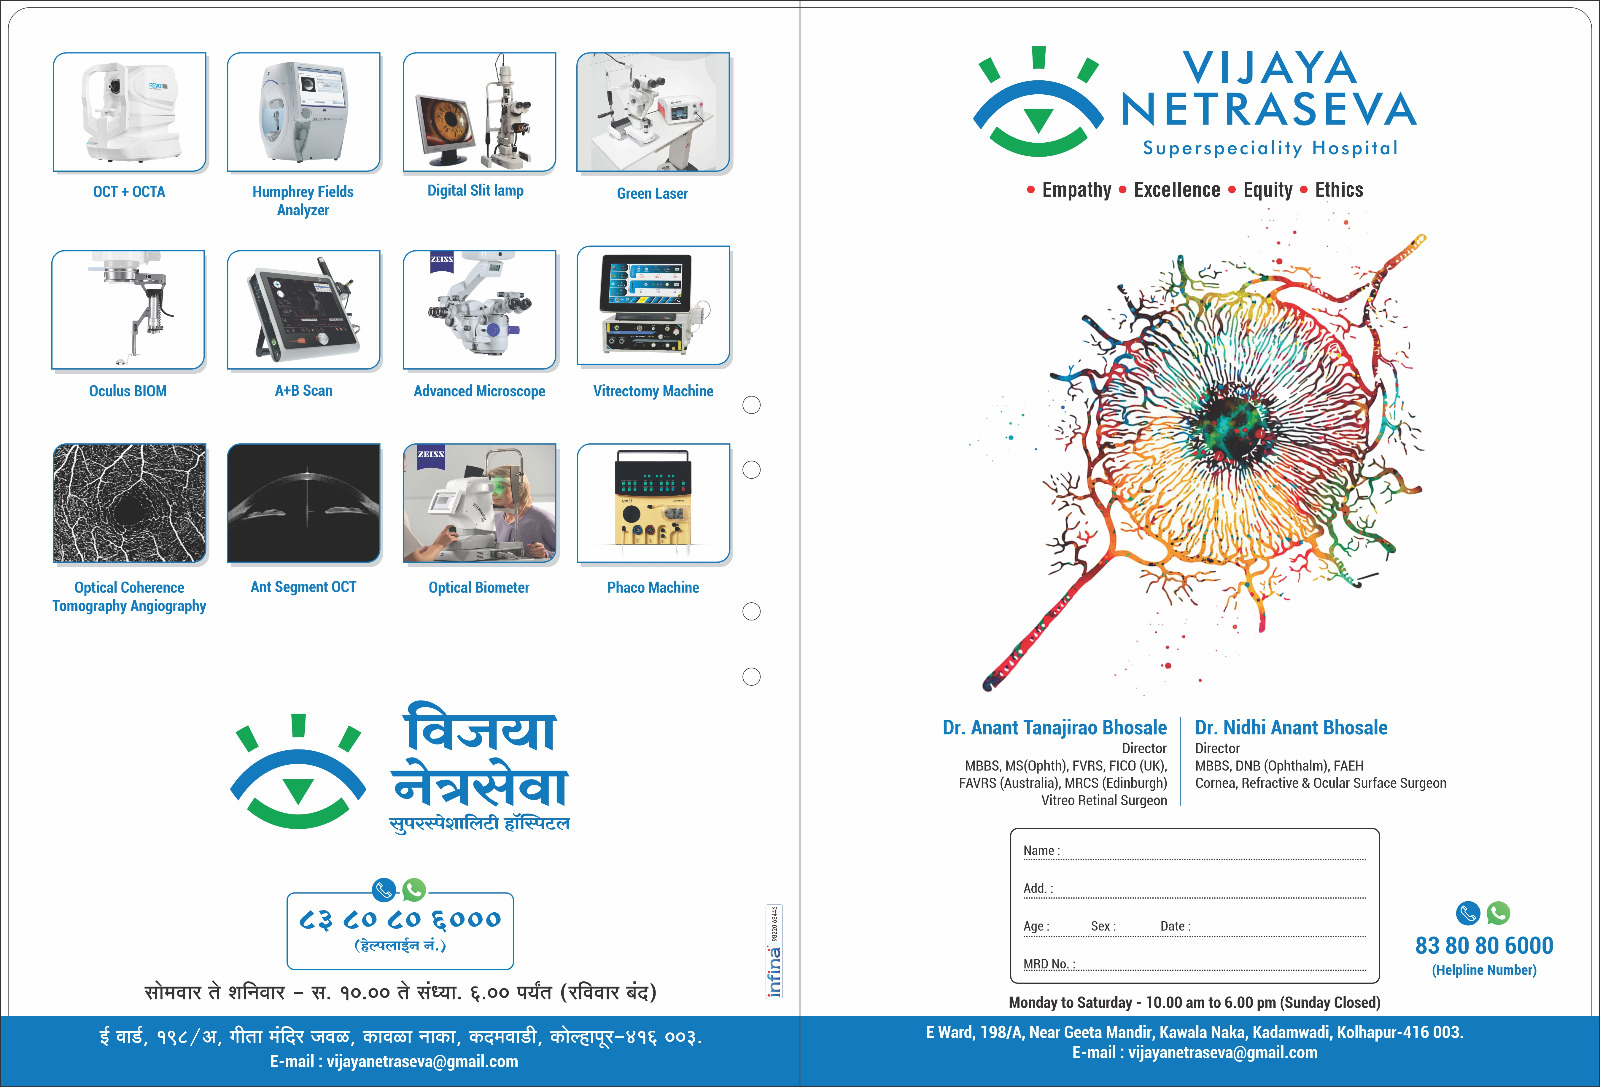 OCT + OCTA
Humphrey Fields
Analyzer
Digital Slit lamp
Green Laser
ZEISS
Oculus BIOM
A+B Scan
Advanced Microscope
Vitrectomy Machine
ZEISS
Optical Coherence
Tomography Angiography
Ant Segment OCT
Optical Biometer
Phaco Machine
विजया
नेत्रसेवा
सुपरस्पेशालिटी हॉस्पिटल
८३ ८० ८० ६०००
(हेल्पलाईन नं.)
सोमवार ते शनिवार - स. १०.०० ते संध्या. ६.०० पर्यंत (रविवार बंद)
ई वार्ड, १९८/अ, गीता मंदिर जवळ, कावळा नाका, कदमवाडी, कोल्हापूर-४१६ ००३.
E-mail : vijayanetraseva@gmail.com
infina
VIJAYA
NETRASEVA
Superspeciality Hospital
• Empathy • Excellence • Equity • Ethics
Dr. Anant Tanajirao Bhosale
Director
MBBS, MS(Ophth), FVRS, FICO (UK),
FAVRS (Australia), MRCS (Edinburgh)
Vitreo Retinal Surgeon
Dr. Nidhi Anant Bhosale
Director
MBBS, DNB (Ophthalm), FAEH
Cornea, Refractive & Ocular Surface Surgeon
Name :
Add. :
Age : Sex : Date :
MRD No. :
83 80 80 6000
(Helpline Number)
Monday to Saturday - 10.00 am to 6.00 pm (Sunday Closed)
E Ward, 198/A, Near Geeta Mandir, Kawala Naka, Kadamwadi, Kolhapur-416 003.
E-mail : vijayanetraseva@gmail.com